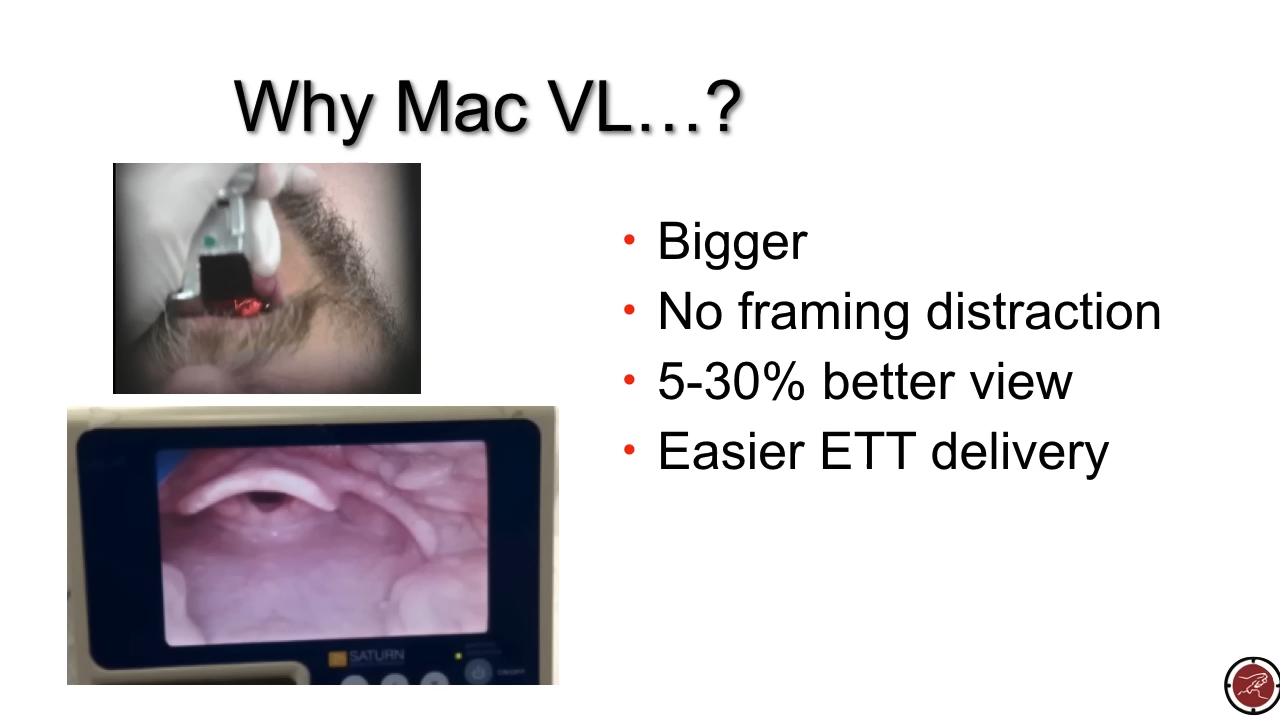 Why Mac VL…?
• Bigger
• No framing distraction
• 5-30% better view
• Easier ETT delivery
SATURN